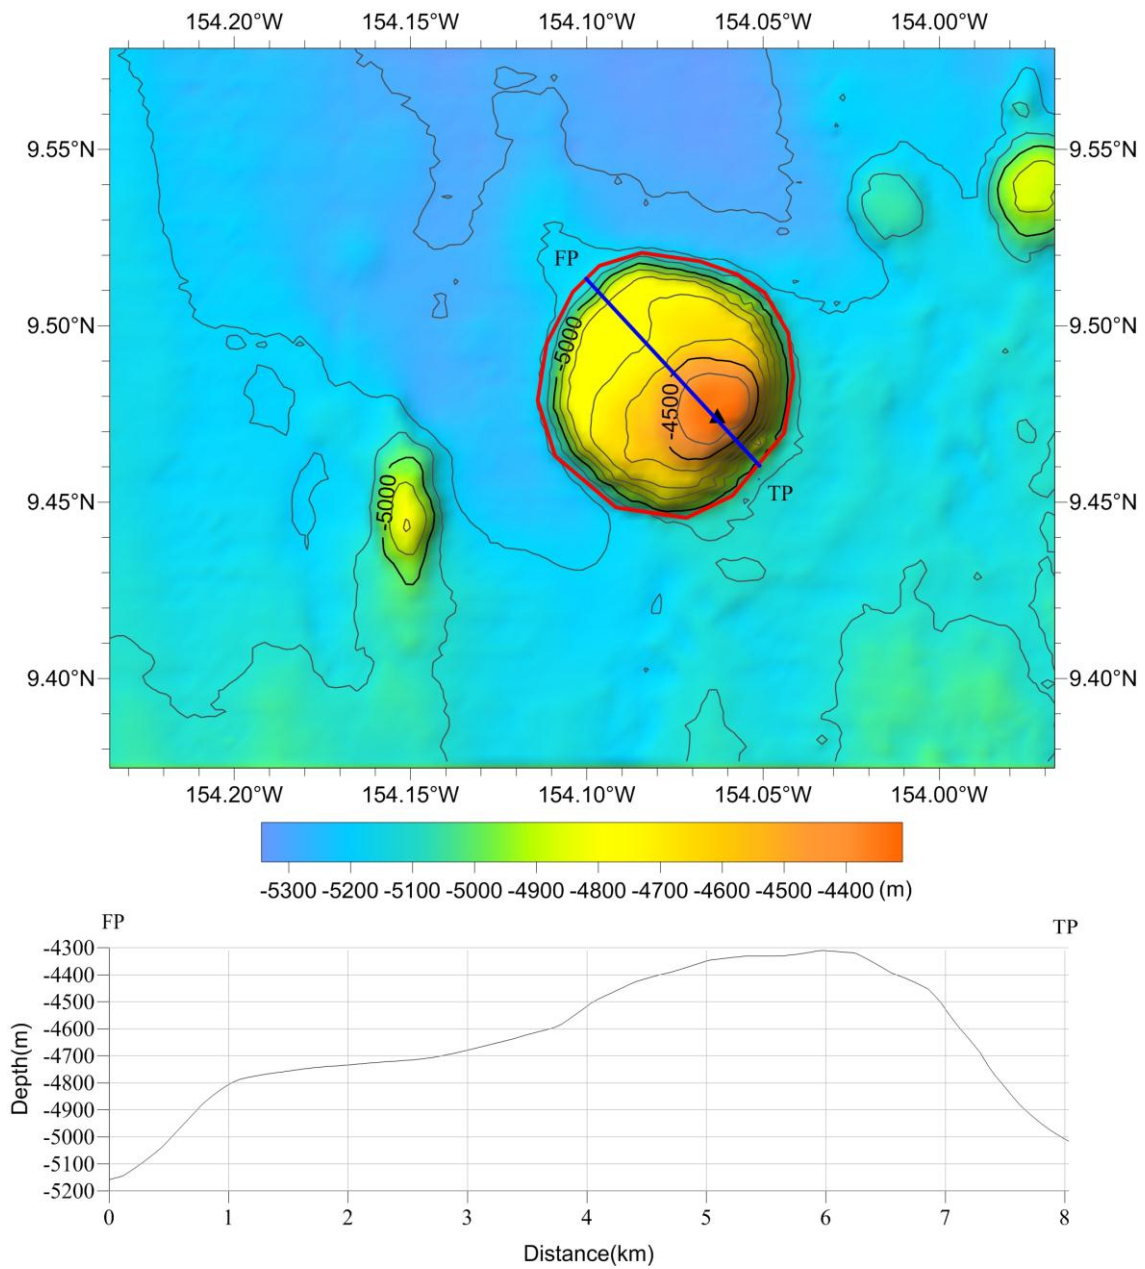 154.20°W 154.15°W 154.10°W 154.05°W 154.00°W
9.55°N 9.55°N
FP
9.50°N 9.50°N
-5000
-4500
-5000
TP
9.45°N 9.45°N
9.40°N 9.40°N
154.20°W 154.15°W 154.10°W 154.05°W 154.00°W
-5300 -5200 -5100 -5000 -4900 -4800 -4700 -4600 -4500 -4400 (m)
FP TP
-4300
-4400
-4500
-4600
-4700
-4800
-4900
-5000
-5100
-5200
Depth(m)
0 1 2 3 4 5 6 7 8
Distance(km)